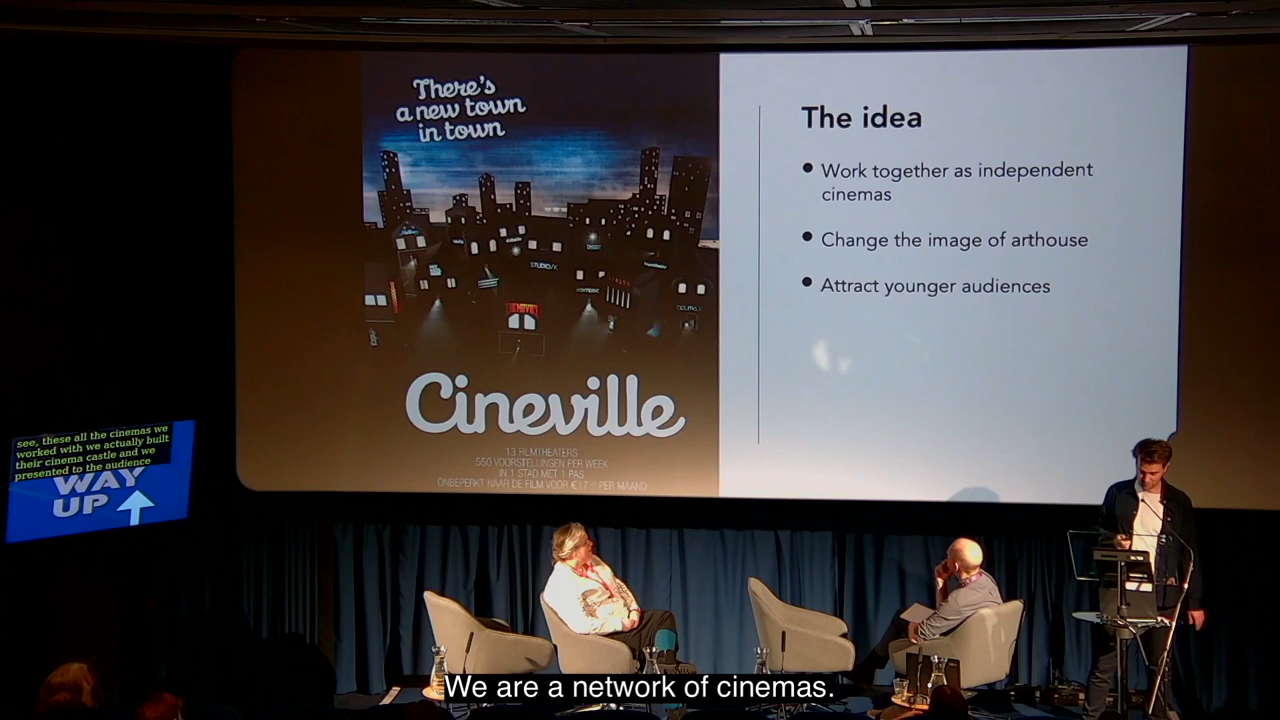 There's
a new town
in town
STUDIO/K
RIALTO
Cineville
13 FILMTHEATERS
550 VOORSTELLINGEN PER WEEK
IN 1 STAD MET 1 PAS
ONBEPERKT NAAR DE FILM VOOR €17,- PER MAAND
The idea
Work together as independent
cinemas
Change the image of arthouse
Attract younger audiences
see, these all the cinemas we
worked with we actually built
their cinema castle and we
presented to the audience
WAY
UP
We are a network of cinemas.